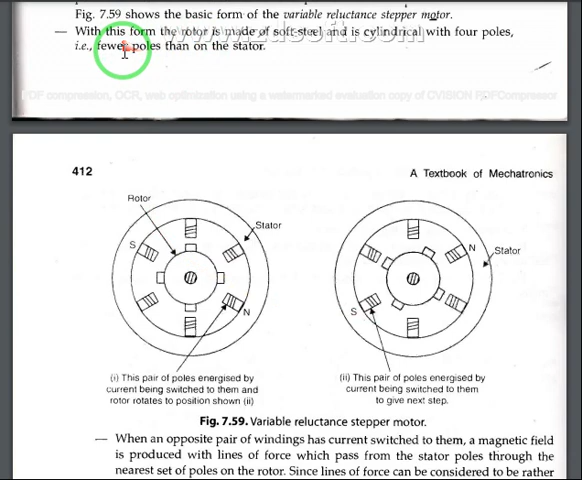 Fig. 7.59 shows the basic form of the variable reluctance stepper motor.
— With this form the rotor is made of soft steel and is cylindrical with four poles,
i.e., fewer poles than on the stator.
PDF compression, OCR, web optimization using a watermarked evaluation copy of CVISION PDFCompressor
412
A Textbook of Mechatronics
Rotor
Stator
S
N
N
Stator
S
(i) This pair of poles energised by
current being switched to them and
rotor rotates to position shown (ii)
(ii) This pair of poles energised by
current being switched to them
to give next step.
Fig. 7.59. Variable reluctance stepper motor.
— When an opposite pair of windings has current switched to them, a magnetic field
is produced with lines of force which pass from the stator poles through the
nearest set of poles on the rotor. Since lines of force can be considered to be rather